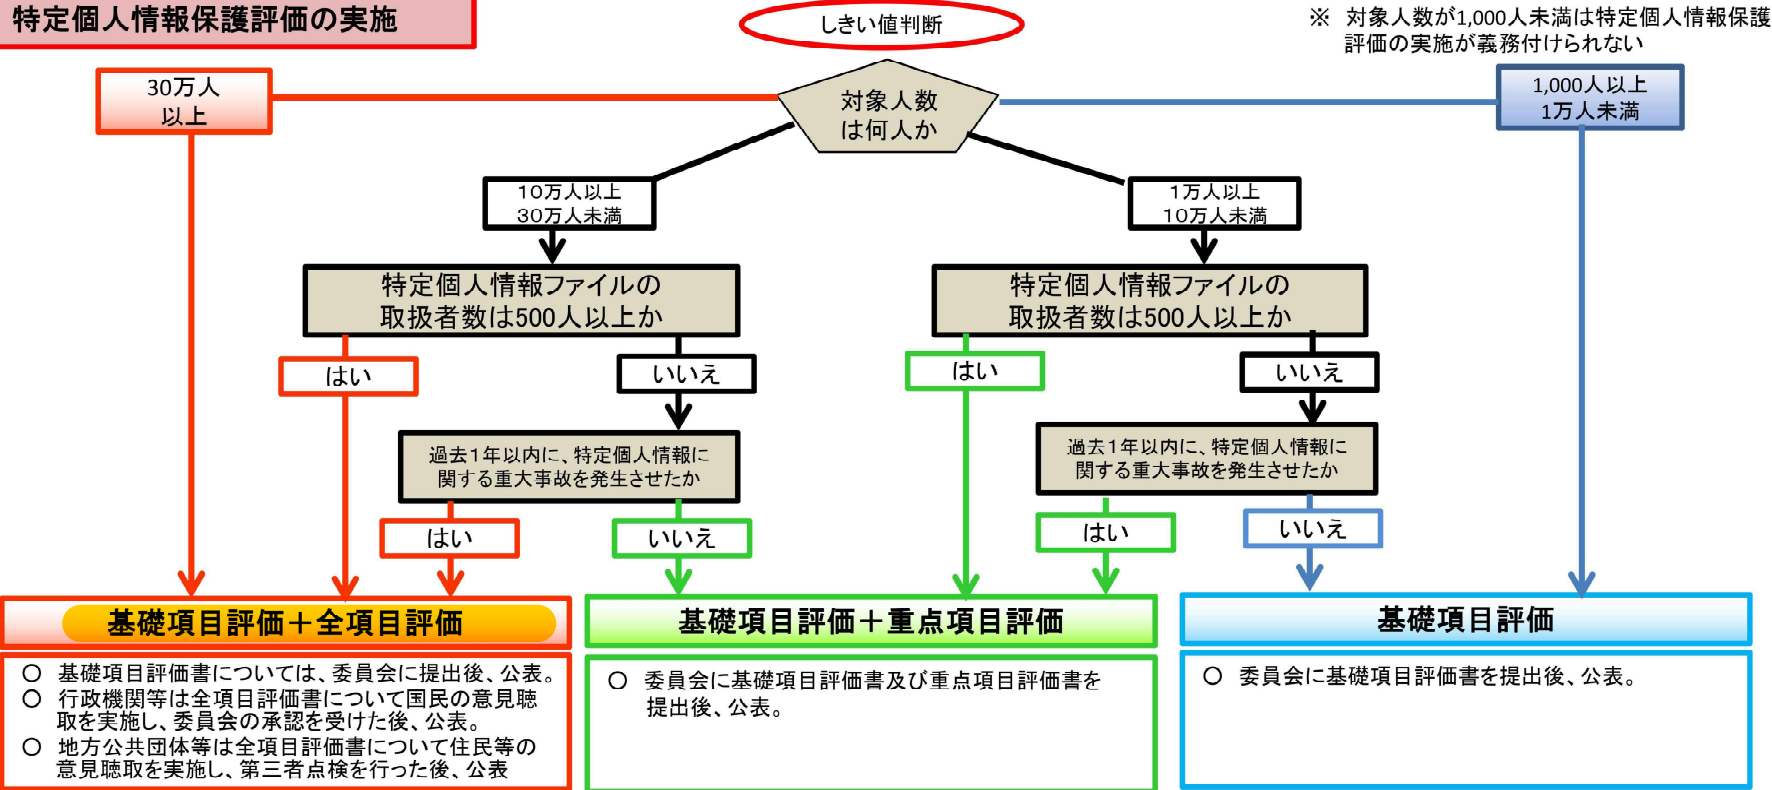 特定個人情報保護評価の実施
しきい値判断
※ 対象人数が1,000人未満は特定個人情報保護
評価の実施が義務付けられない
30万人
以上
対象人数
は何人か
1,000人以上
1万人未満
10万人以上
30万人未満
1万人以上
10万人未満
特定個人情報ファイルの
取扱者数は500人以上か
特定個人情報ファイルの
取扱者数は500人以上か
はい
いいえ
はい
いいえ
過去1年以内に、特定個人情報に
関する重大事故を発生させたか
過去1年以内に、特定個人情報に
関する重大事故を発生させたか
はい
いいえ
はい
いいえ
基礎項目評価＋全項目評価
○ 基礎項目評価書については、委員会に提出後、公表。
○ 行政機関等は全項目評価書について国民の意見聴
取を実施し、委員会の承認を受けた後、公表。
○ 地方公共団体等は全項目評価書について住民等の
意見聴取を実施し、第三者点検を行った後、公表
基礎項目評価＋重点項目評価
○ 委員会に基礎項目評価書及び重点項目評価書を
提出後、公表。
基礎項目評価
○ 委員会に基礎項目評価書を提出後、公表。